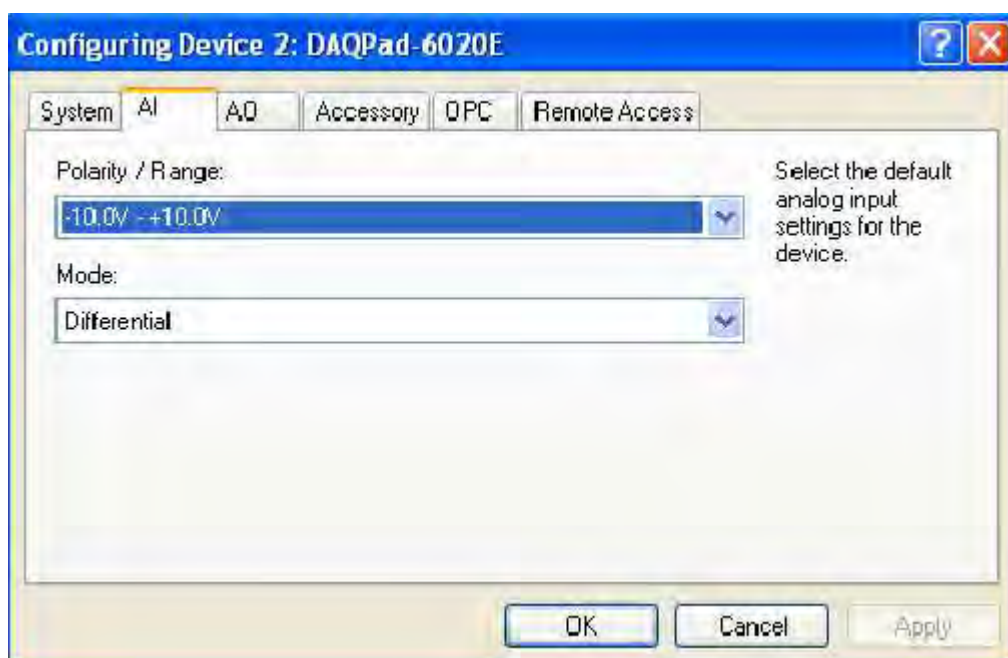 Configuring Device 2: DAQPad-6020E
System AI AO Accessory OPC Remote Access
Polarity / Range:
-10.0V - +10.0V
Mode:
Differential
Select the default
analog input
settings for the
device.
OK Cancel Apply